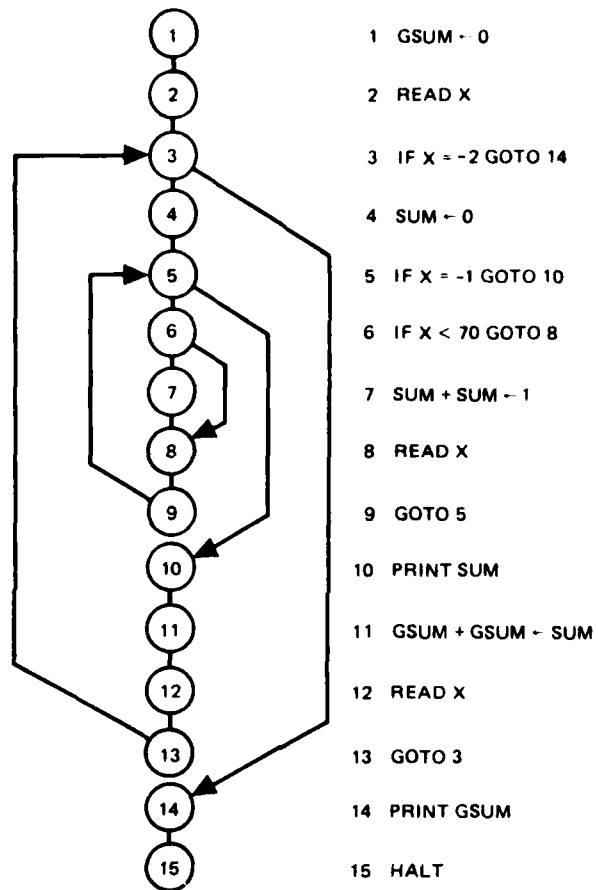 1 1 GSUM ← 0
2 2 READ X
3 3 IF X = -2 GOTO 14
4 4 SUM ← 0
5 5 IF X = -1 GOTO 10
6 6 IF X < 70 GOTO 8
7 7 SUM + SUM ← 1
8 8 READ X
9 9 GOTO 5
10 10 PRINT SUM
11 11 GSUM + GSUM ← SUM
12 12 READ X
13 13 GOTO 3
14 14 PRINT GSUM
15 15 HALT